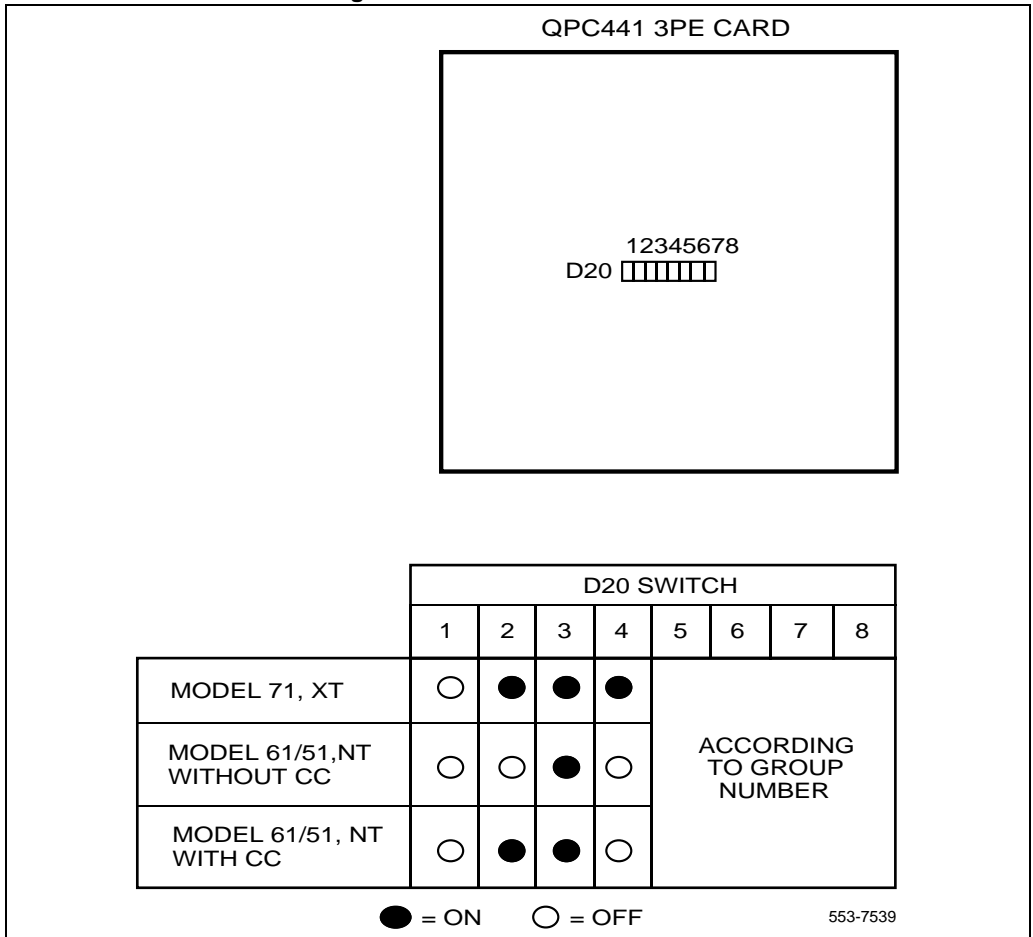 QPC441 3PE CARD
12345678
D20
D20 SWITCH
1 2 3 4 5 6 7 8
MODEL 71, XT
MODEL 61/51,NT
WITHOUT CC
MODEL 61/51, NT
WITH CC
ACCORDING
TO GROUP
NUMBER
= ON = OFF
553-7539